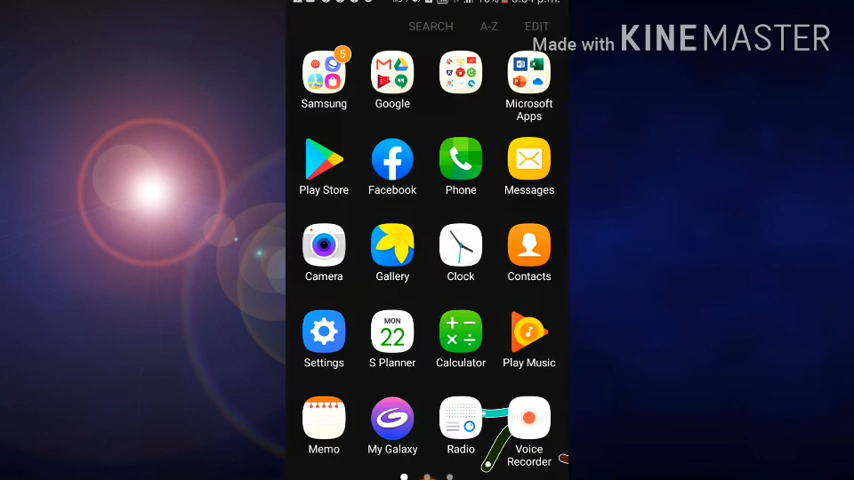 SEARCH A-Z EDIT
Made with KINEMASTER
5
Samsung Google Microsoft Apps
Play Store Facebook Phone Messages
Camera Gallery Clock Contacts
MON
22
Settings S Planner Calculator Play Music
Memo My Galaxy Radio Voice Recorder